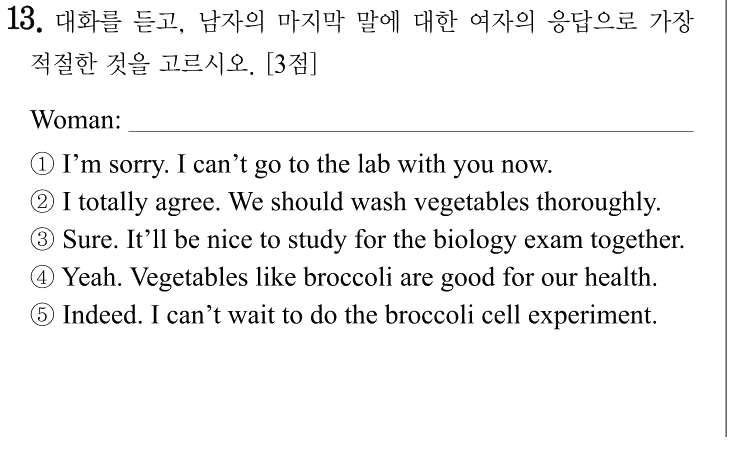 13. 대화를 듣고, 남자의 마지막 말에 대한 여자의 응답으로 가장
적절한 것을 고르시오. [3점]
Woman:
① I’m sorry. I can’t go to the lab with you now.
② I totally agree. We should wash vegetables thoroughly.
③ Sure. It’ll be nice to study for the biology exam together.
④ Yeah. Vegetables like broccoli are good for our health.
⑤ Indeed. I can’t wait to do the broccoli cell experiment.